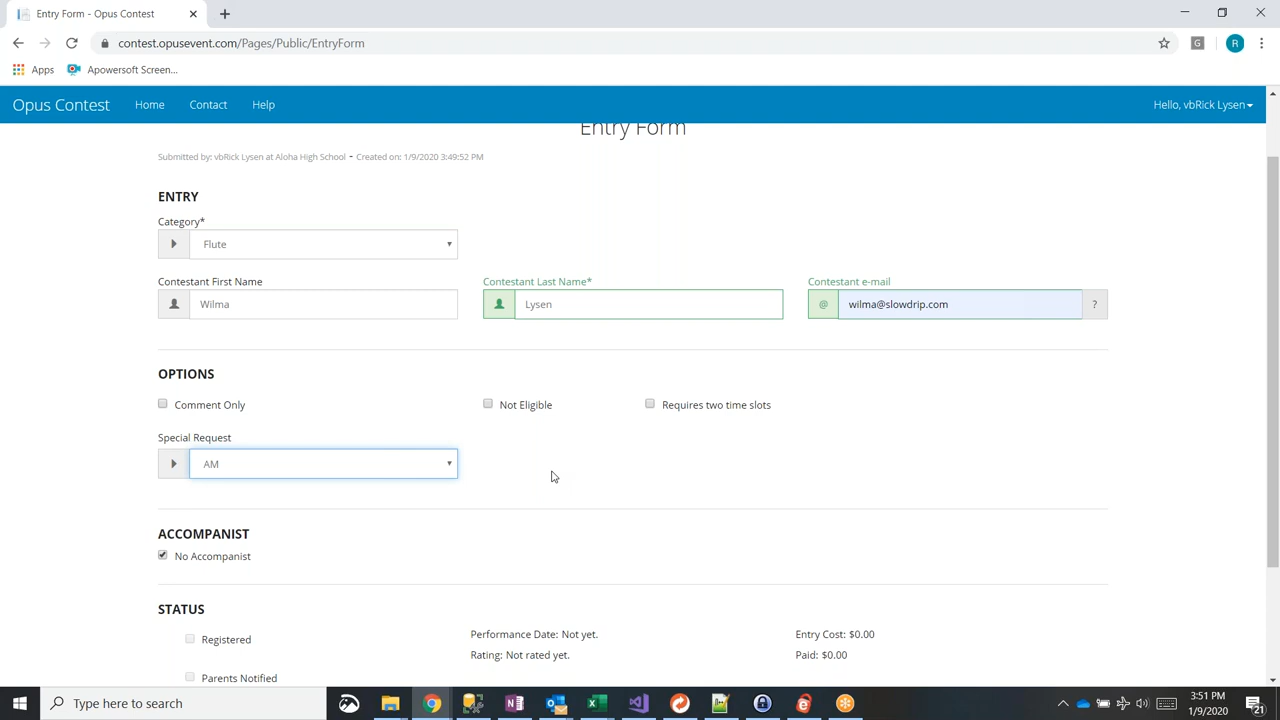 Entry Form - Opus Contest
contest.opusevent.com/Pages/Public/EntryForm
G
R
Apps
Apowersoft Screen...
Opus Contest
Home
Contact
Help
Hello, vbRick Lysen
Entry Form
Submitted by: vbRick Lysen at Aloha High School - Created on: 1/9/2020 3:49:52 PM
ENTRY
Category*
Flute
Contestant First Name
Contestant Last Name*
Contestant e-mail
Wilma
Lysen
@ wilma@slowdrip.com ?
OPTIONS
Comment Only
Not Eligible
Requires two time slots
Special Request
AM
ACCOMPANIST
No Accompanist
STATUS
Registered
Performance Date: Not yet.
Entry Cost: $0.00
Rating: Not rated yet.
Paid: $0.00
Parents Notified
Type here to search
3:51 PM
1/9/2020
21